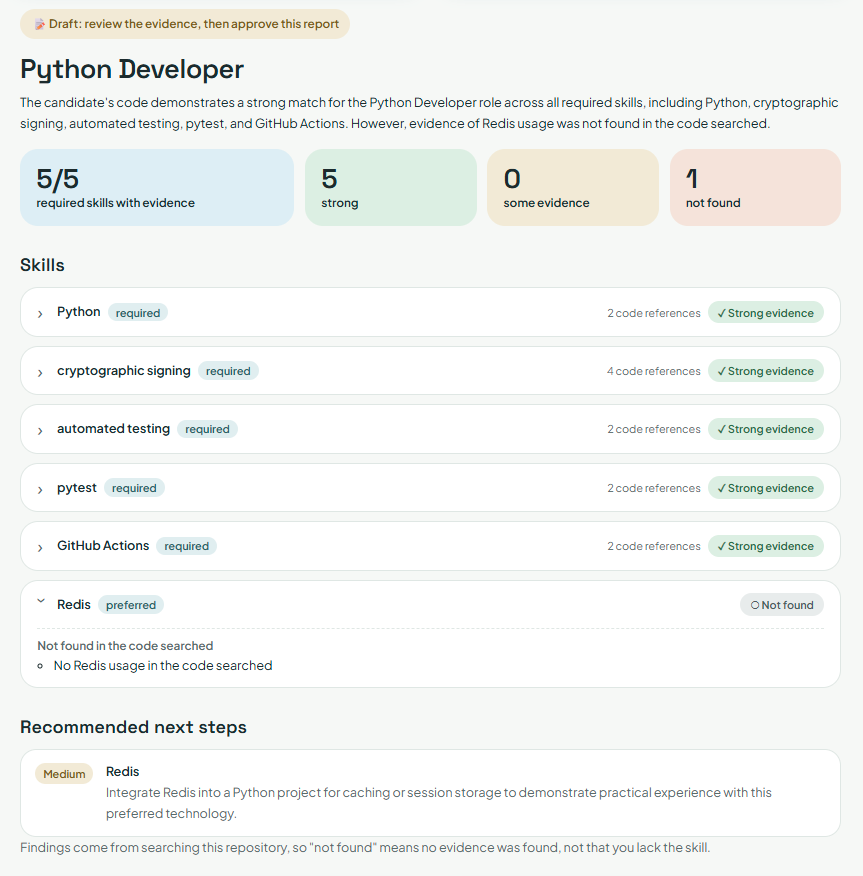 Draft: review the evidence, then approve this report
Python Developer
The candidate's code demonstrates a strong match for the Python Developer role across all required skills, including Python, cryptographic
signing, automated testing, pytest, and GitHub Actions. However, evidence of Redis usage was not found in the code searched.
5/5
required skills with evidence
5
strong
0
some evidence
1
not found
Skills
Python required 2 code references ✓ Strong evidence
cryptographic signing required 4 code references ✓ Strong evidence
automated testing required 2 code references ✓ Strong evidence
pytest required 2 code references ✓ Strong evidence
GitHub Actions required 2 code references ✓ Strong evidence
Redis preferred ○ Not found
Not found in the code searched
No Redis usage in the code searched
Recommended next steps
Medium Redis
Integrate Redis into a Python project for caching or session storage to demonstrate practical experience with this
preferred technology.
Findings come from searching this repository, so "not found" means no evidence was found, not that you lack the skill.